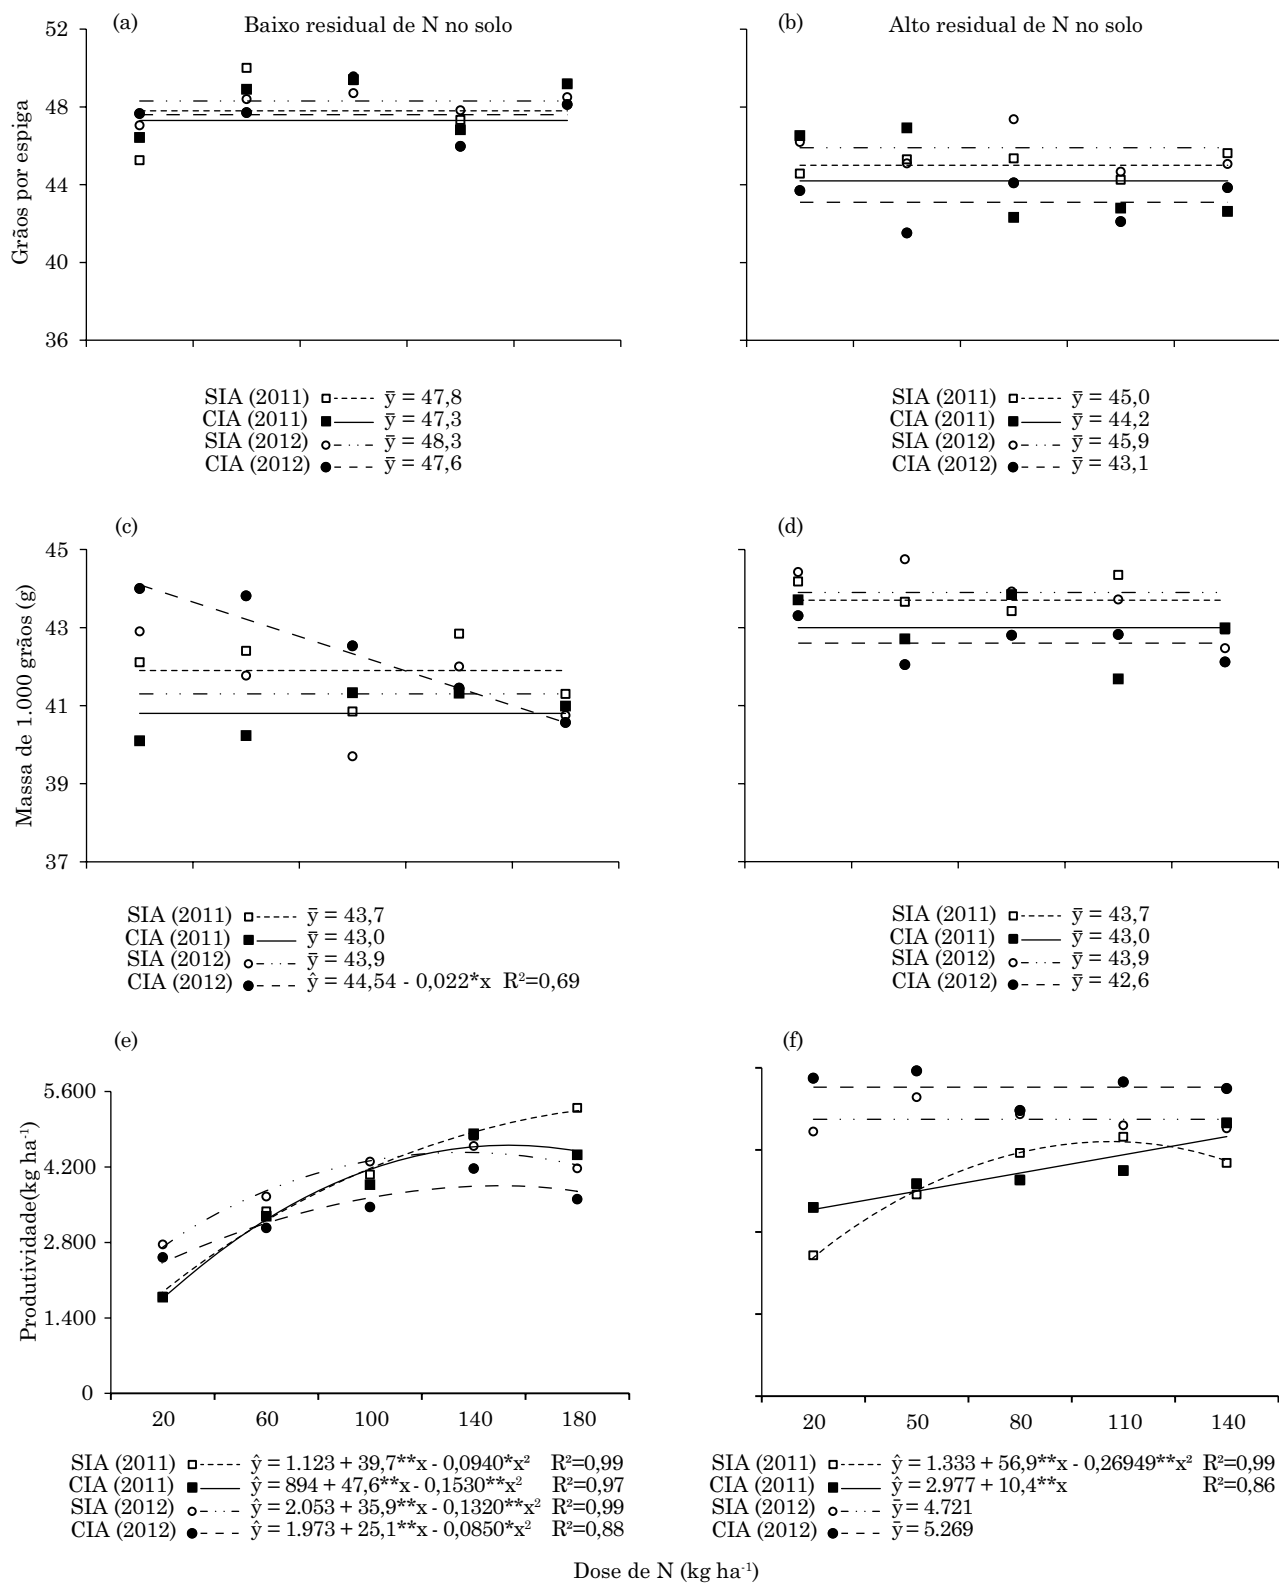 (a) Baixo residual de N no solo
(b) Alto residual de N no solo
52
48
44
40
36
Grãos por espiga
SIA (2011) ȳ = 47,8
CIA (2011) ȳ = 47,3
SIA (2012) ȳ = 48,3
CIA (2012) ȳ = 47,6
SIA (2011) ȳ = 45,0
CIA (2011) ȳ = 44,2
SIA (2012) ȳ = 45,9
CIA (2012) ȳ = 43,1
(c)
(d)
45
43
41
39
37
Massa de 1.000 grãos (g)
SIA (2011) ȳ = 43,7
CIA (2011) ȳ = 43,0
SIA (2012) ȳ = 43,9
CIA (2012) ŷ = 44,54 - 0,022*x R²=0,69
SIA (2011) ȳ = 43,7
CIA (2011) ȳ = 43,0
SIA (2012) ȳ = 43,9
CIA (2012) ȳ = 42,6
(e)
(f)
5.600
4.200
2.800
1.400
0
Produtividade(kg ha⁻¹)
20 60 100 140 180
20 50 80 110 140
SIA (2011) ŷ = 1.123 + 39,7**x - 0,0940*x² R²=0,99
CIA (2011) ŷ = 894 + 47,6**x - 0,1530**x² R²=0,97
SIA (2012) ŷ = 2.053 + 35,9**x - 0,1320**x² R²=0,99
CIA (2012) ŷ = 1.973 + 25,1**x - 0,0850*x² R²=0,88
SIA (2011) ŷ = 1.333 + 56,9**x - 0,26949**x² R²=0,99
CIA (2011) ŷ = 2.977 + 10,4**x R²=0,86
SIA (2012) ȳ = 4.721
CIA (2012) ȳ = 5.269
Dose de N (kg ha⁻¹)